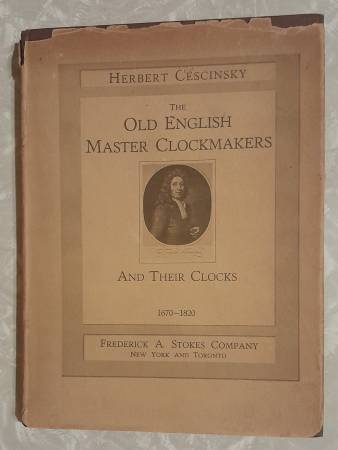 HERBERT CESCINSKY
THE
OLD ENGLISH
MASTER CLOCKMAKERS
AND THEIR CLOCKS
1670-1820
FREDERICK A. STOKES COMPANY
NEW YORK AND TORONTO